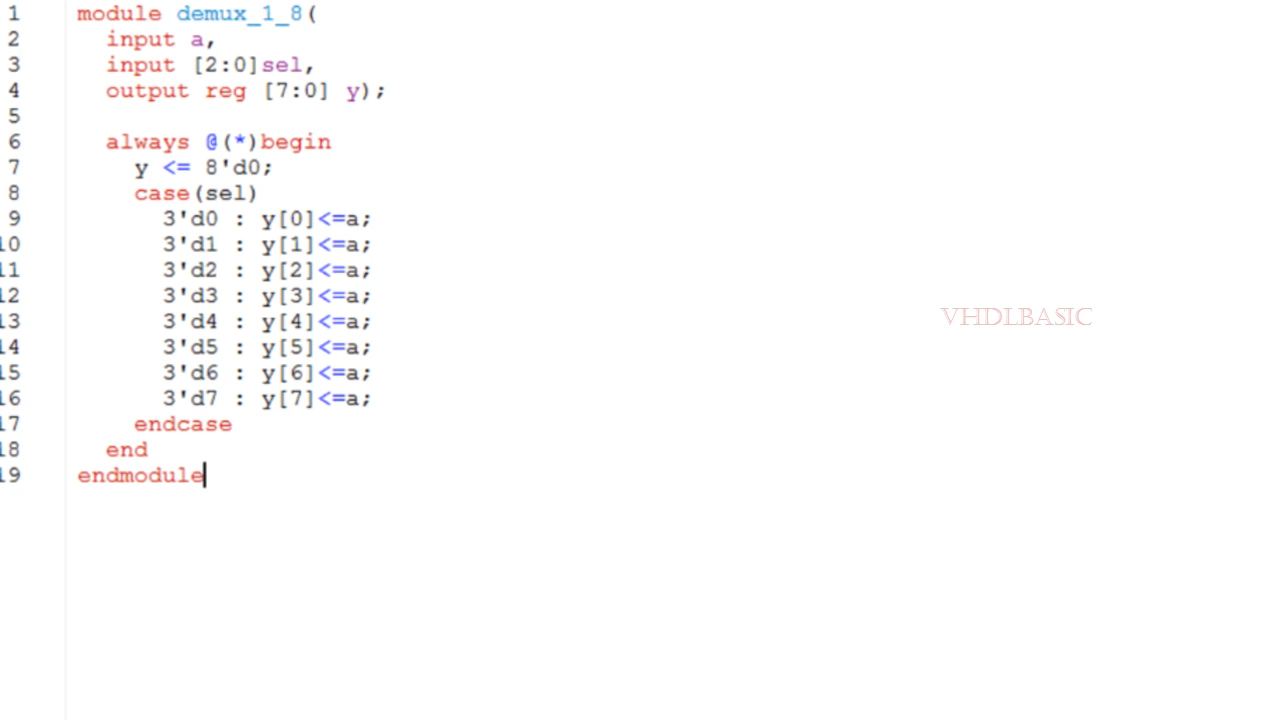 1 module demux_1_8(
2 input a,
3 input [2:0]sel,
4 output reg [7:0] y);
5
6 always @(*)begin
7 y <= 8'd0;
8 case(sel)
9 3'd0 : y[0]<=a;
10 3'd1 : y[1]<=a;
11 3'd2 : y[2]<=a;
12 3'd3 : y[3]<=a;
13 3'd4 : y[4]<=a;
14 3'd5 : y[5]<=a;
15 3'd6 : y[6]<=a;
16 3'd7 : y[7]<=a;
17 endcase
18 end
19 endmodule
VHDLBASIC